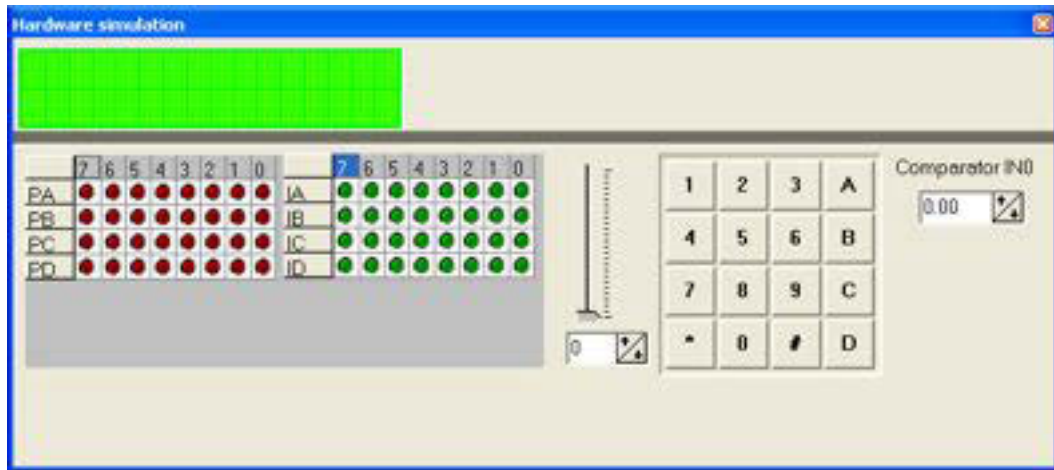 Hardware simulation
7 6 5 4 3 2 1 0
PA
PB
PC
PD
7 6 5 4 3 2 1 0
IA
IB
IC
ID
0
1 2 3 A
4 5 6 B
7 8 9 C
* 0 # D
Comparator IN0
0.00